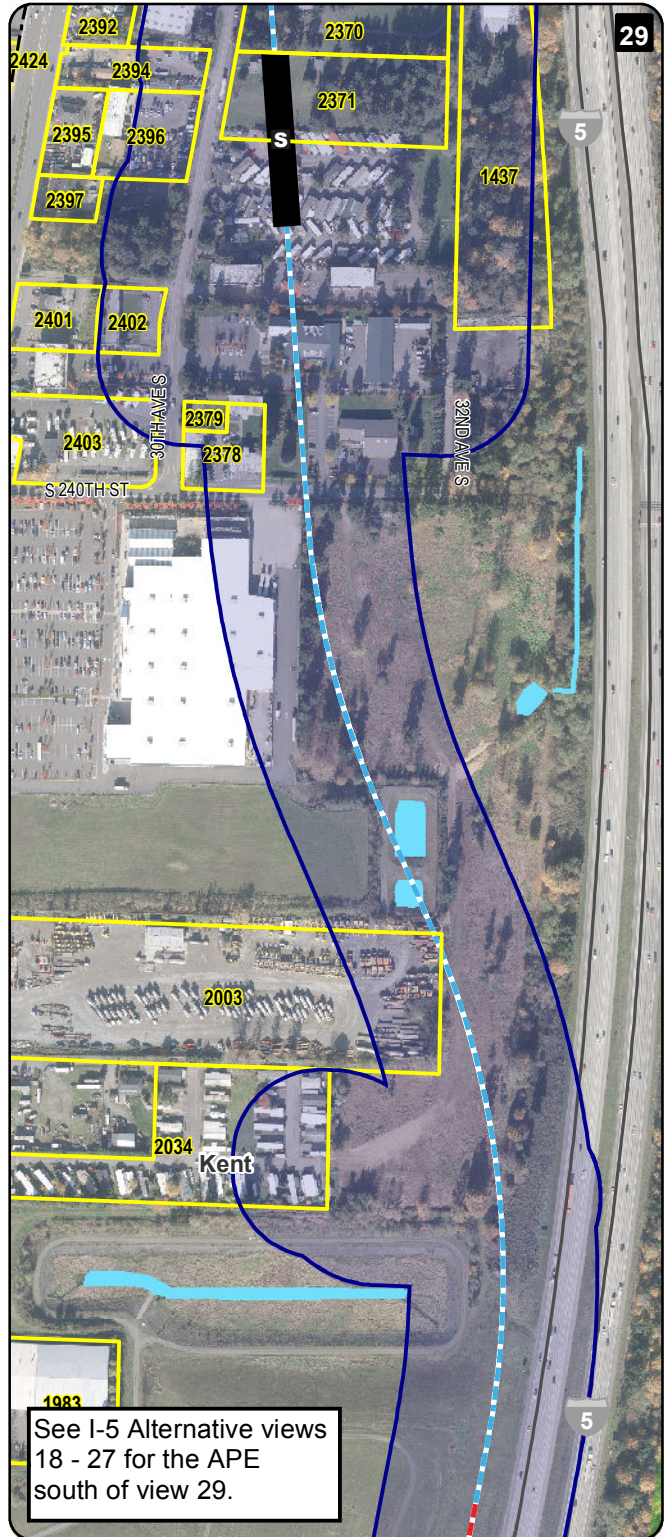 29
2392
2370
2424
2394
2371
5
2395
2396
S
1437
2397
2401
2402
30TH AVE S
2379
32ND AVE S
2403
2378
S 240TH ST
2003
2034
Kent
1983
5
See I-5 Alternative views
18 - 27 for the APE
south of view 29.